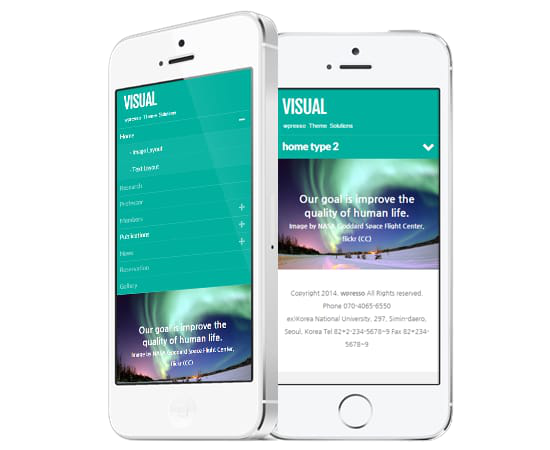 VISUAL
wpresso Theme Solutions
Home
- Image Layout
- Text Layout
Research
Professor
Members
Publications
News
Reservation
Gallery
Our goal is improve the
quality of human life.
Image by NASA Goddard Space Flight Center,
flickr (CC)
VISUAL
wpresso Theme Solutions
home type 2
Our goal is improve the
quality of human life.
Image by NASA Goddard Space Flight Center,
flickr (CC)
Copyright 2014. wpresso All Rights reserved.
Phone 070-4065-6550
ex)Korea National University, 297, Simin-daero,
Seoul, Korea Tel 82+2-234-5678~9 Fax 82+234-
5678~9